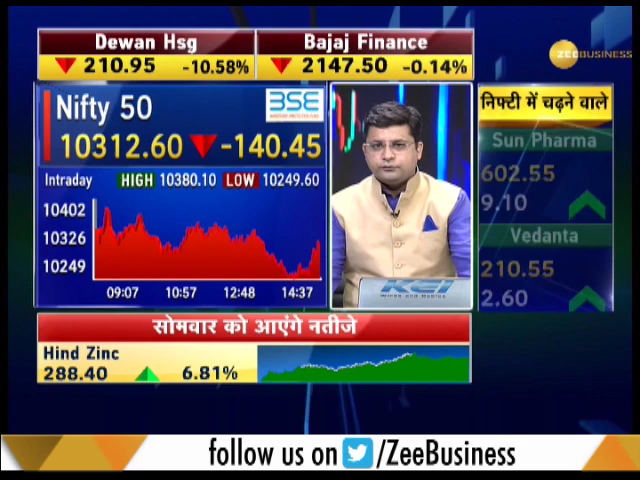 Dewan Hsg
210.95 -10.58%
Bajaj Finance
2147.50 -0.14%
ZEEBUSINESS
Nifty 50
BSE
10312.60 -140.45
Intraday HIGH 10380.10 LOW 10249.60
10402
10326
10249
09:07 10:57 12:48 14:37
KEI
Wires and Cables
निफ्टी में चढ़ने वाले
Sun Pharma
602.55
9.10
Vedanta
210.55
2.60
सोमवार को आएंगे नतीजे
Hind Zinc
288.40 6.81%
follow us on /ZeeBusiness